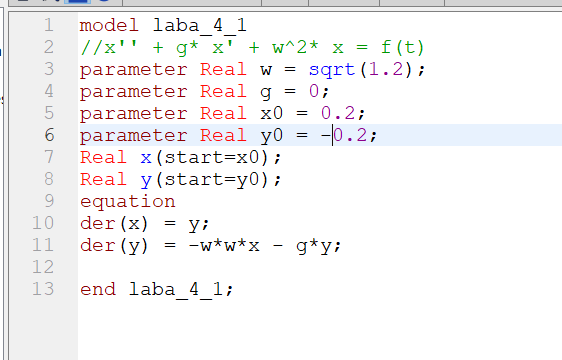 1 model laba_4_1
2 //x'' + g* x' + w^2* x = f(t)
3 parameter Real w = sqrt(1.2);
4 parameter Real g = 0;
5 parameter Real x0 = 0.2;
6 parameter Real y0 = -0.2;
7 Real x(start=x0);
8 Real y(start=y0);
9 equation
10 der(x) = y;
11 der(y) = -w*w*x - g*y;
12
13 end laba_4_1;